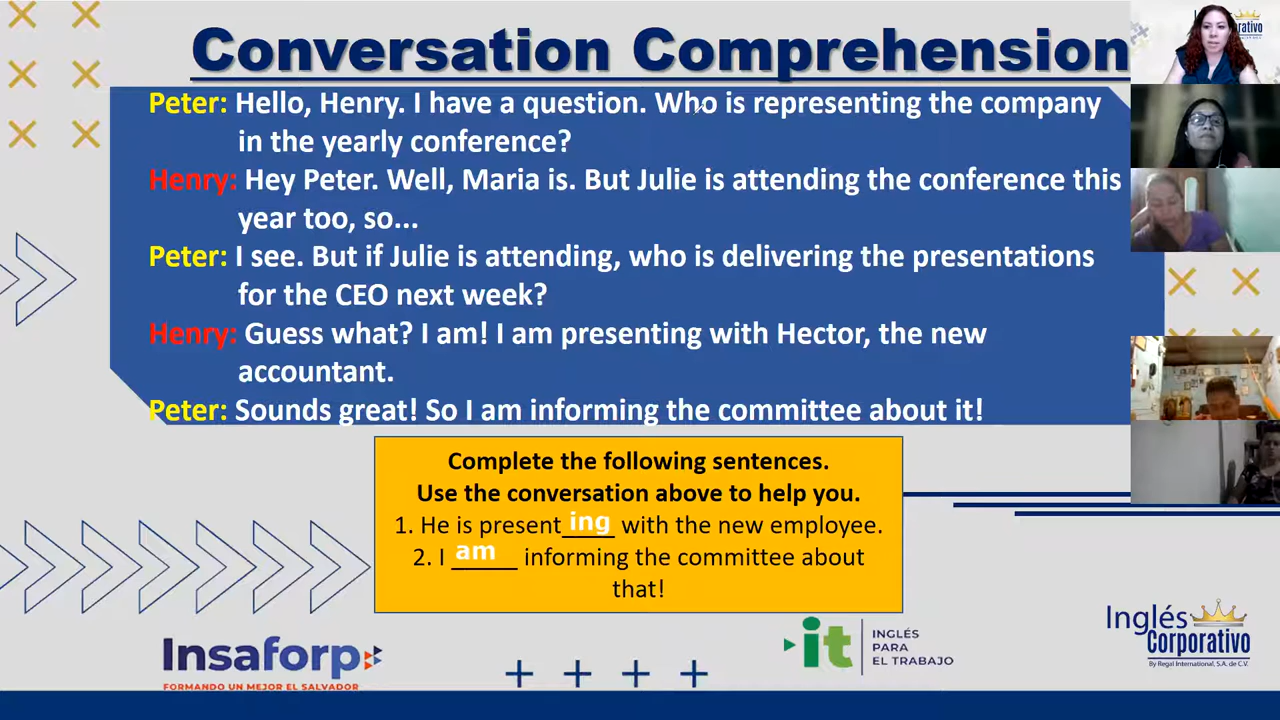 Conversation Comprehension
Peter: Hello, Henry. I have a question. Who is representing the company
in the yearly conference?
Henry: Hey Peter. Well, Maria is. But Julie is attending the conference this
year too, so...
Peter: I see. But if Julie is attending, who is delivering the presentations
for the CEO next week?
Henry: Guess what? I am! I am presenting with Hector, the new
accountant.
Peter: Sounds great! So I am informing the committee about it!
Complete the following sentences.
Use the conversation above to help you.
1. He is present ing with the new employee.
2. I am informing the committee about
that!
Insaforp
FORMANDO UN MEJOR EL SALVADOR
it
INGLÉS
PARA
EL TRABAJO
Inglés
Corporativo
By Regal International, S.A. de C.V.